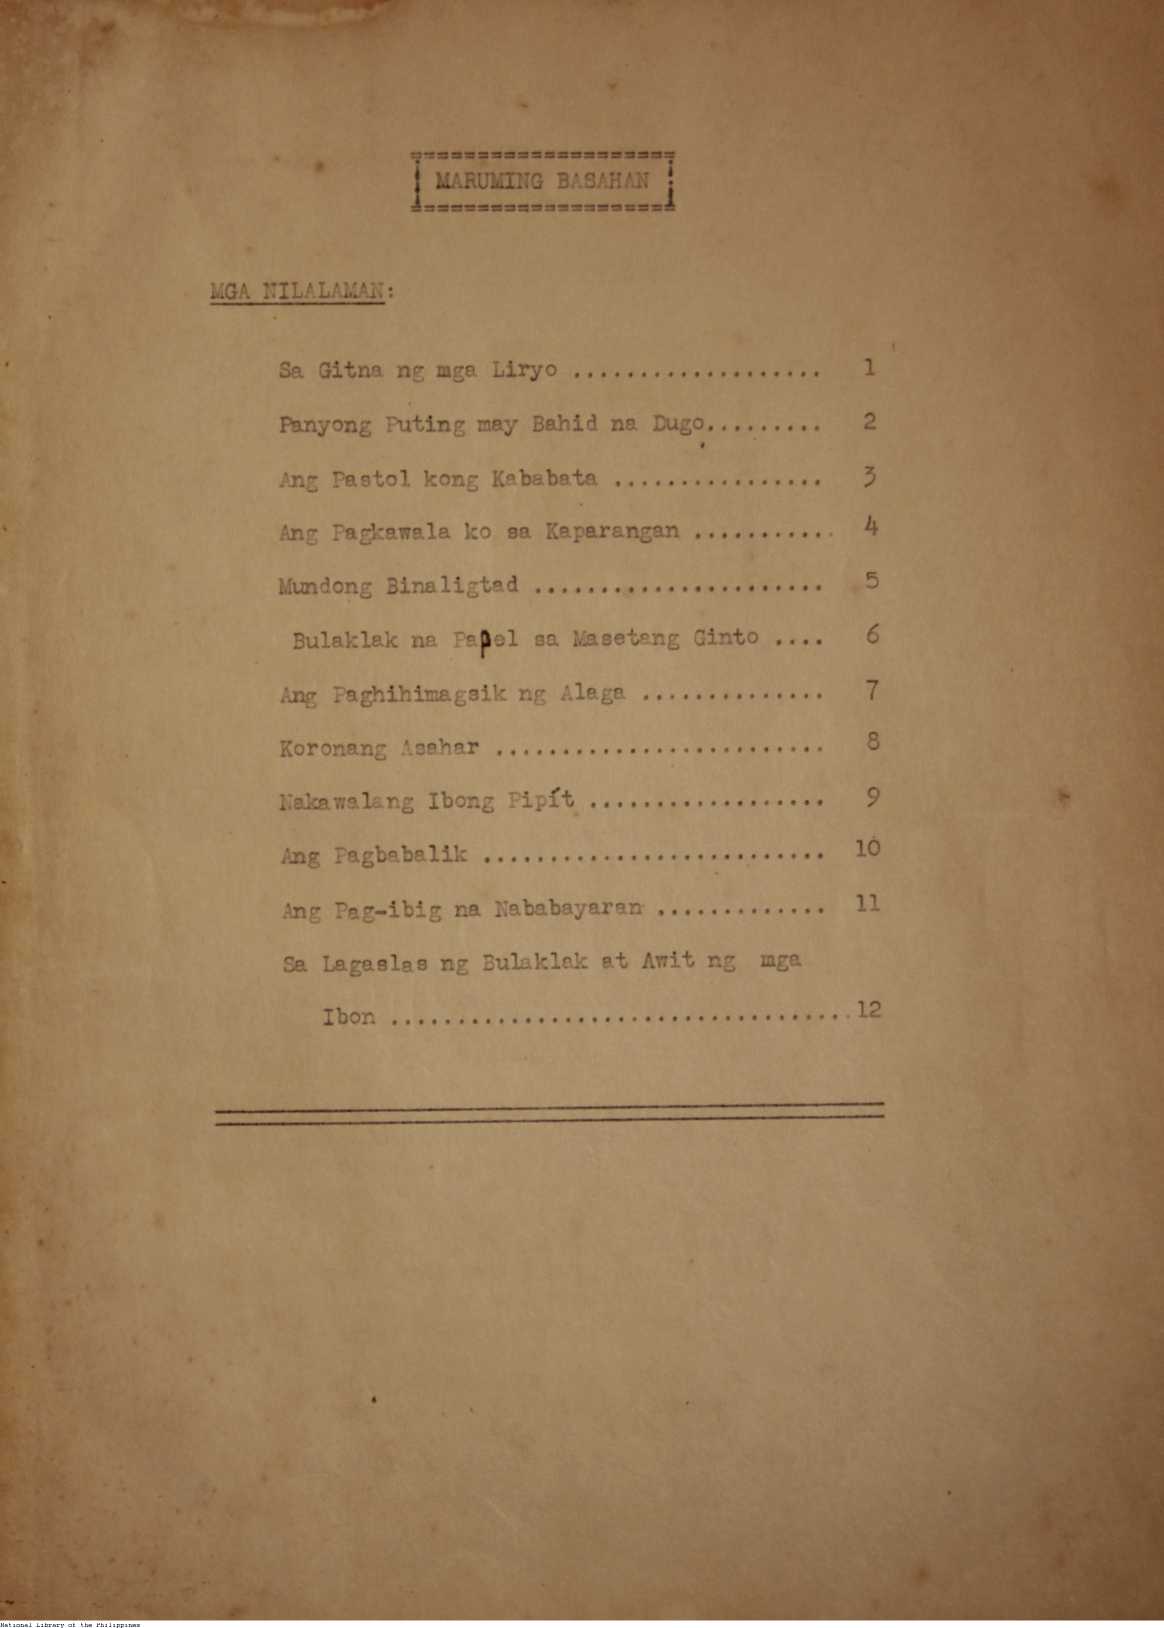 MARUMING BASAHAN
MGA NILALAMAN:
Sa Gitna ng mga Liryo ................... 1
Panyong Puting may Bahid na Dugo......... 2
Ang Pastol kong Kababata ................ 3
Ang Pagkawala ko sa Kaparangan ........... 4
Mundong Binaligtad ...................... 5
Bulaklak na Papel sa Masetang Ginto .... 6
Ang Paghihimagsik ng Alaga .............. 7
Koronang Asahar ......................... 8
Nakawalang Ibong Pipít .................. 9
Ang Pagbabalik .......................... 10
Ang Pag-ibig na Nababayaran ............. 11
Sa Lagaslas ng Bulaklak at Awit ng mga
Ibon ...................................12
National Library of the Philippines